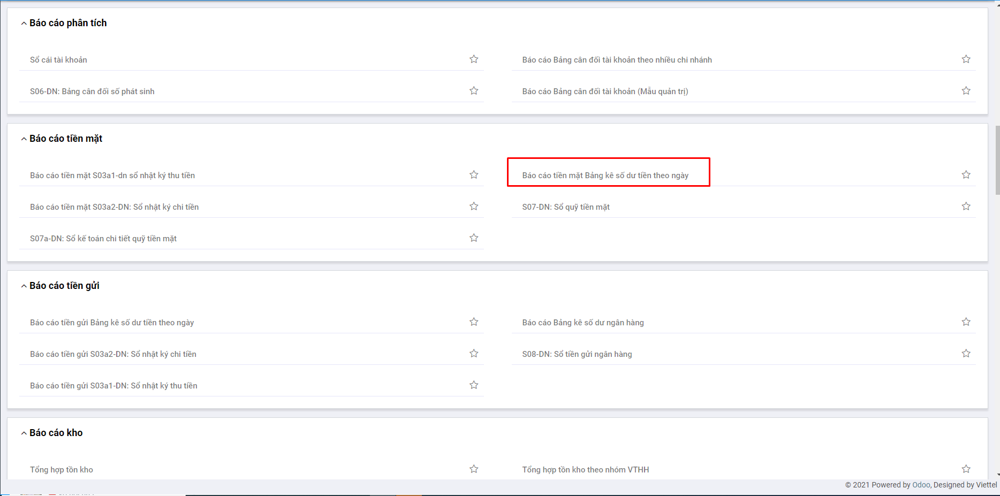 Báo cáo phân tích
Sổ cái tài khoản
Báo cáo Bảng cân đối tài khoản theo nhiều chi nhánh
S06-DN: Bảng cân đối số phát sinh
Báo cáo Bảng cân đối tài khoản (Mẫu quản trị)
Báo cáo tiền mặt
Báo cáo tiền mặt S03a1-dn sổ nhật ký thu tiền
Báo cáo tiền mặt Bảng kê số dư tiền theo ngày
Báo cáo tiền mặt S03a2-DN: Sổ nhật ký chi tiền
S07-DN: Sổ quỹ tiền mặt
S07a-DN: Sổ kế toán chi tiết quỹ tiền mặt
Báo cáo tiền gửi
Báo cáo tiền gửi Bảng kê số dư tiền theo ngày
Báo cáo Bảng kê số dư ngân hàng
Báo cáo tiền gửi S03a2-DN: Sổ nhật ký chi tiền
S08-DN: Sổ tiền gửi ngân hàng
Báo cáo tiền gửi S03a1-DN: Sổ nhật ký thu tiền
Báo cáo kho
Tổng hợp tồn kho
Tổng hợp tồn kho theo nhóm VTHH
© 2021 Powered by Odoo, Designed by Viettel